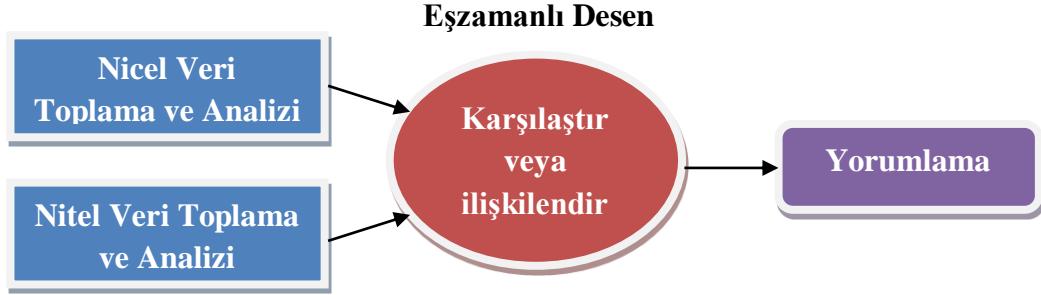 Eşzamanlı Desen
Nicel Veri
Toplama ve Analizi
Nitel Veri Toplama
ve Analizi
Karşılaştır
veya
ilişkilendir
Yorumlama